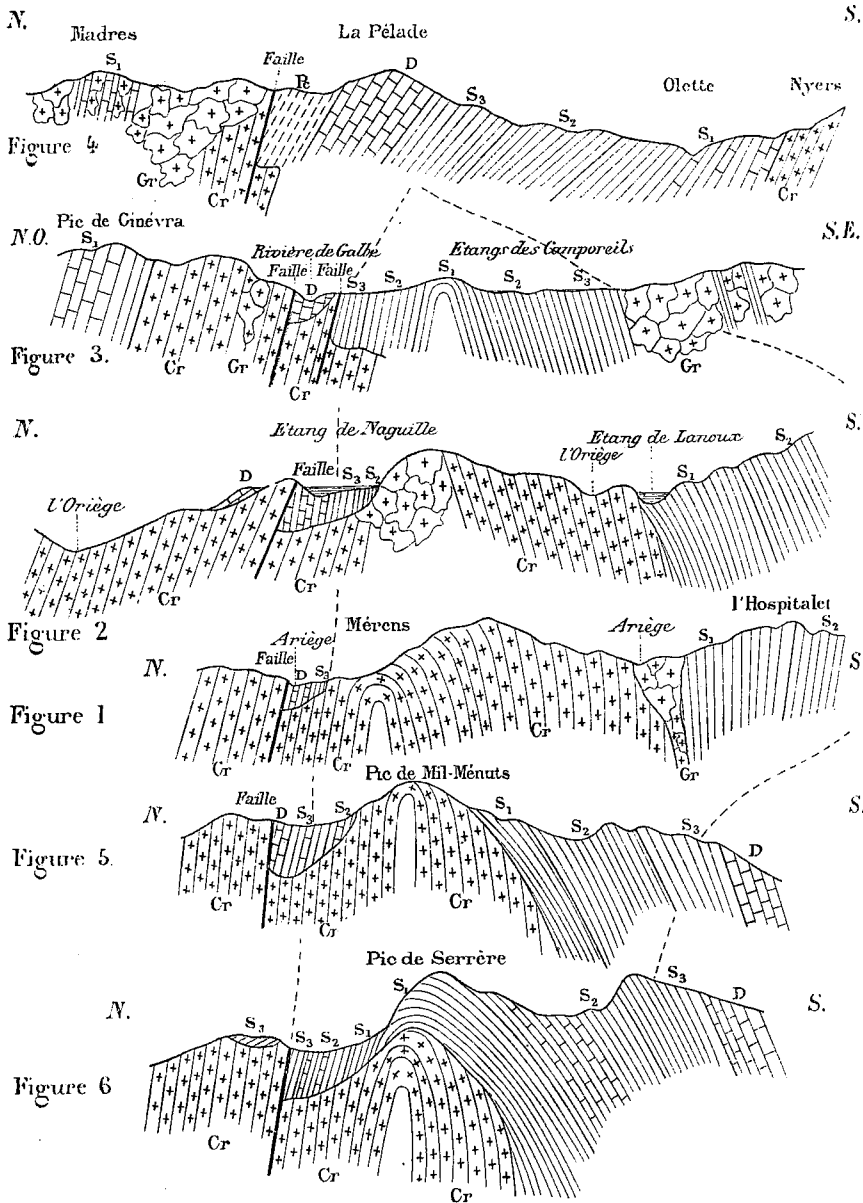 N. S.
Madres La Pélade
S₁ Faille Pc D S₃ Olette Nyers
S₂ S₁
Figure 4
Gr Cr Cr
Pic de Ginévra
N.O. S₁ Rivière de Galbe Etangs des Camporeils S.E.
Faille D Faille S₃ S₂ S₁ S₂ S₃
Figure 3.
Cr Gr Cr Gr
N. Etang de Naguille Etang de Lanoux S.
l'Oriège S₂
l'Oriège D Faille S₃ S₂ S₁
Cr Cr Cr
Figure 2
Mérens l'Hospitalet
N. Ariège Ariège S₁ S₂
Faille D S₃ S
Figure 1
Cr Cr Cr Gr
Pic de Mil-Ménuts
N. Faille D S₃ S₂ S₁ S₂ S₃ D S.
Figure 5.
Cr Cr Cr
Pic de Serrère
N. S₁ S₃ S.
S₃ S₃ S₂ S₁ S₂ D
Figure 6
Cr Cr Cr